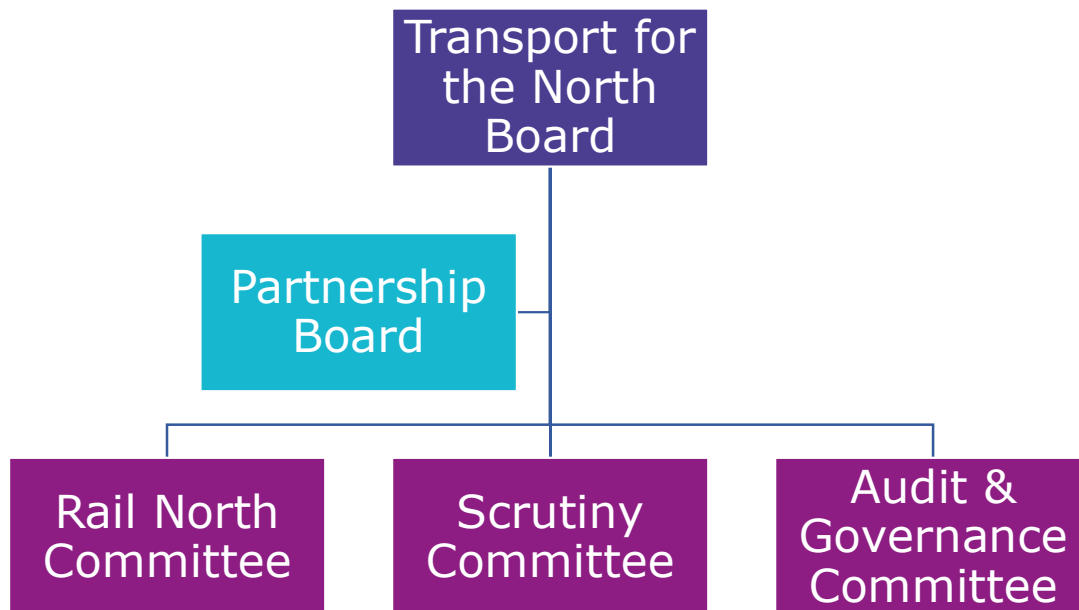 Transport for
the North
Board
Partnership
Board
Rail North
Committee
Scrutiny
Committee
Audit &
Governance
Committee